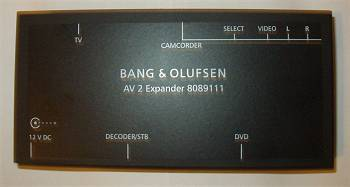 SELECT VIDEO L R
TV
CAMCORDER
BANG & OLUFSEN
AV 2 Expander 8089111
12 V DC
DECODER/STB
DVD